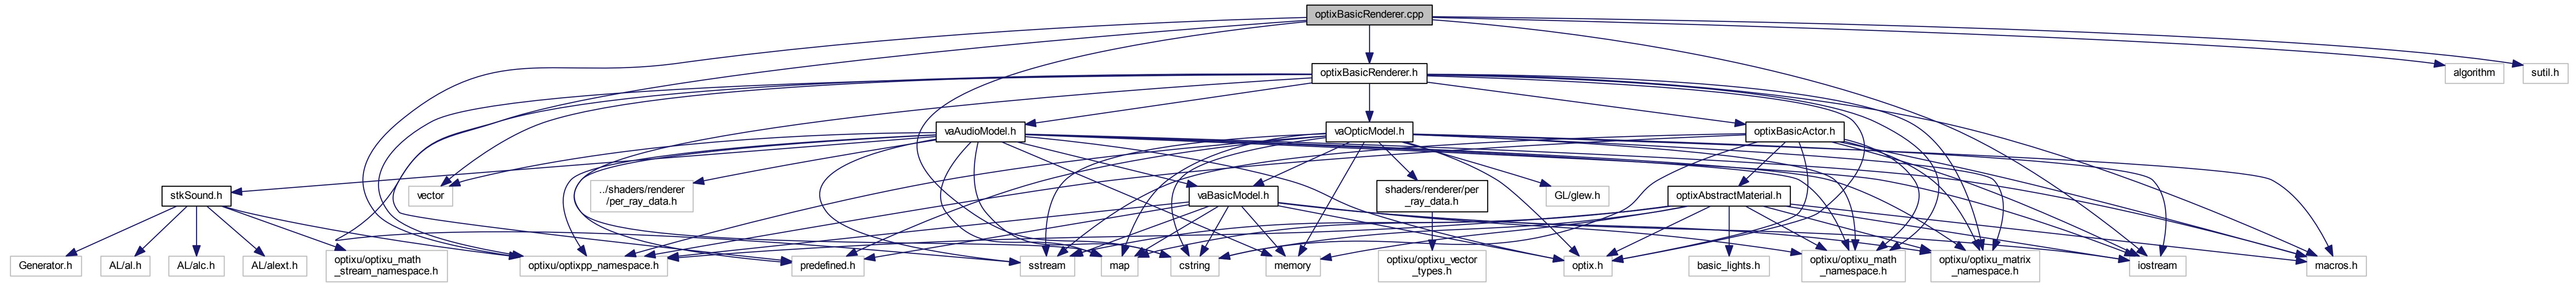 optixBasicRenderer.cpp
optixBasicRenderer.h
algorithm
sutil.h
vaAudioModel.h
vaOpticModel.h
optixBasicActor.h
stkSound.h
vector
../shaders/renderer
/per_ray_data.h
vaBasicModel.h
shaders/renderer/per
_ray_data.h
GL/glew.h
optixAbstractMaterial.h
Generator.h
AL/al.h
AL/alc.h
AL/alext.h
optixu/optixu_math
_stream_namespace.h
optixu/optixpp_namespace.h
predefined.h
sstream
map
cstring
memory
optixu/optixu_vector
_types.h
optix.h
basic_lights.h
optixu/optixu_math
_namespace.h
optixu/optixu_matrix
_namespace.h
iostream
macros.h